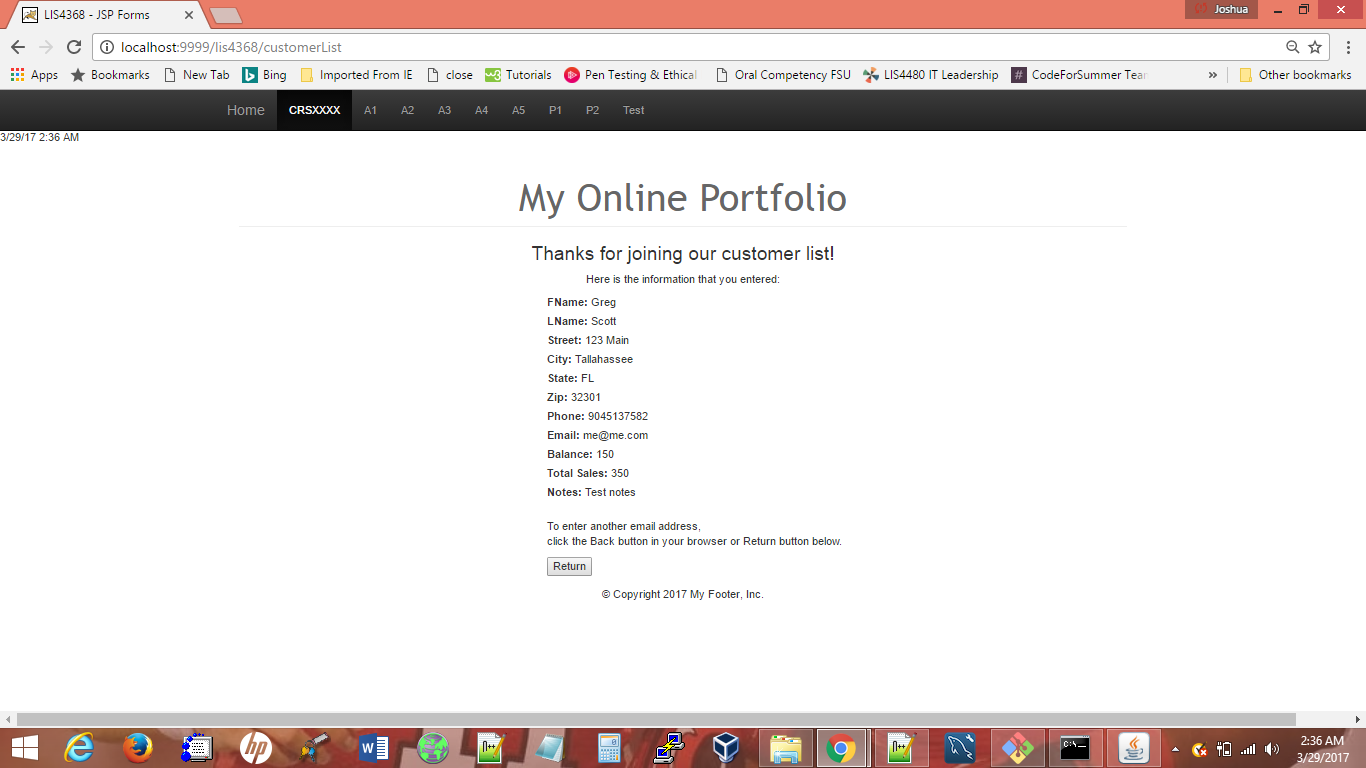 LIS4368 - JSP Forms
Joshua
localhost:9999/lis4368/customerList
Apps Bookmarks New Tab Bing Imported From IE close Tutorials Pen Testing & Ethical Oral Competency FSU LIS4480 IT Leadership CodeForSummer Tea » Other bookmarks
Home CRSXXXX A1 A2 A3 A4 A5 P1 P2 Test
3/29/17 2:36 AM
My Online Portfolio
Thanks for joining our customer list!
Here is the information that you entered:
FName: Greg
LName: Scott
Street: 123 Main
City: Tallahassee
State: FL
Zip: 32301
Phone: 9045137582
Email: me@me.com
Balance: 150
Total Sales: 350
Notes: Test notes
To enter another email address,
click the Back button in your browser or Return button below.
Return
© Copyright 2017 My Footer, Inc.
2:36 AM
3/29/2017